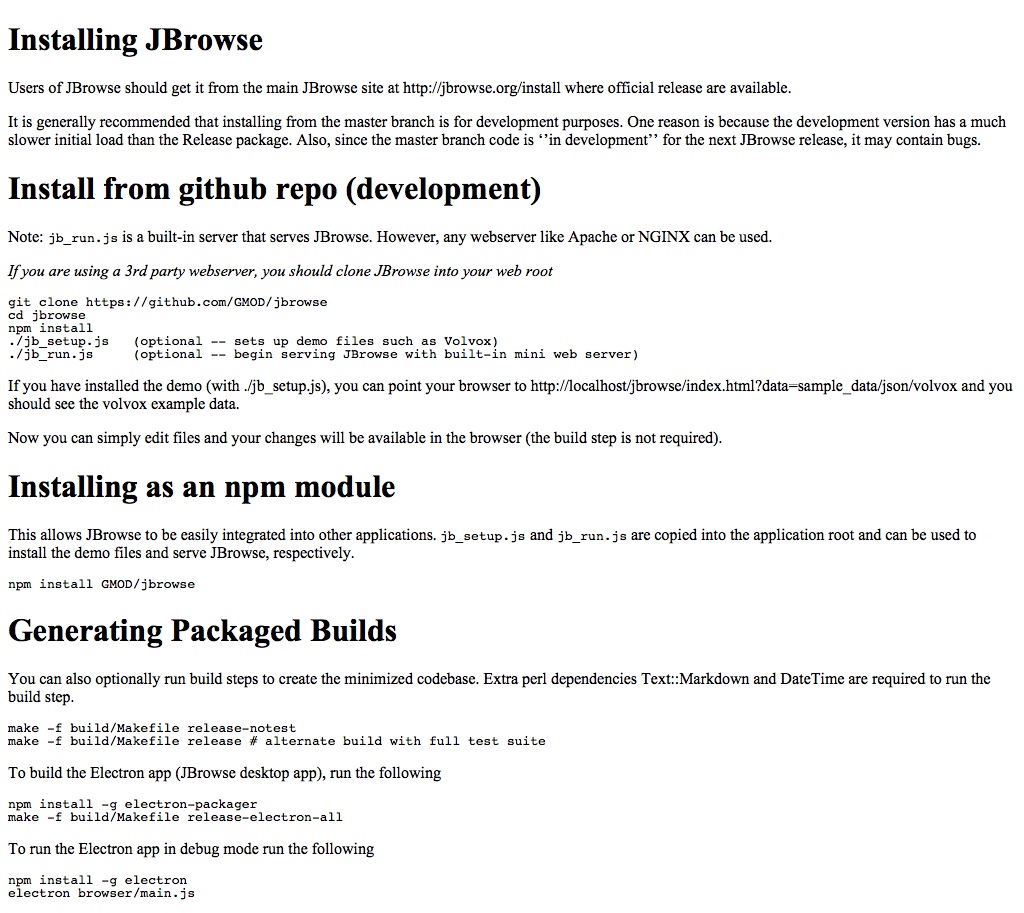 Installing JBrowse
Users of JBrowse should get it from the main JBrowse site at http://jbrowse.org/install where official release are available.
It is generally recommended that installing from the master branch is for development purposes. One reason is because the development version has a much
slower initial load than the Release package. Also, since the master branch code is ‘’in development’’ for the next JBrowse release, it may contain bugs.
Install from github repo (development)
Note: jb_run.js is a built-in server that serves JBrowse. However, any webserver like Apache or NGINX can be used.
If you are using a 3rd party webserver, you should clone JBrowse into your web root
git clone https://github.com/GMOD/jbrowse
cd jbrowse
npm install
./jb_setup.js   (optional -- sets up demo files such as Volvox)
./jb_run.js     (optional -- begin serving JBrowse with built-in mini web server)
If you have installed the demo (with ./jb_setup.js), you can point your browser to http://localhost/jbrowse/index.html?data=sample_data/json/volvox and you
should see the volvox example data.
Now you can simply edit files and your changes will be available in the browser (the build step is not required).
Installing as an npm module
This allows JBrowse to be easily integrated into other applications. jb_setup.js and jb_run.js are copied into the application root and can be used to
install the demo files and serve JBrowse, respectively.
npm install GMOD/jbrowse
Generating Packaged Builds
You can also optionally run build steps to create the minimized codebase. Extra perl dependencies Text::Markdown and DateTime are required to run the
build step.
make -f build/Makefile release-notest
make -f build/Makefile release # alternate build with full test suite
To build the Electron app (JBrowse desktop app), run the following
npm install -g electron-packager
make -f build/Makefile release-electron-all
To run the Electron app in debug mode run the following
npm install -g electron
electron browser/main.js